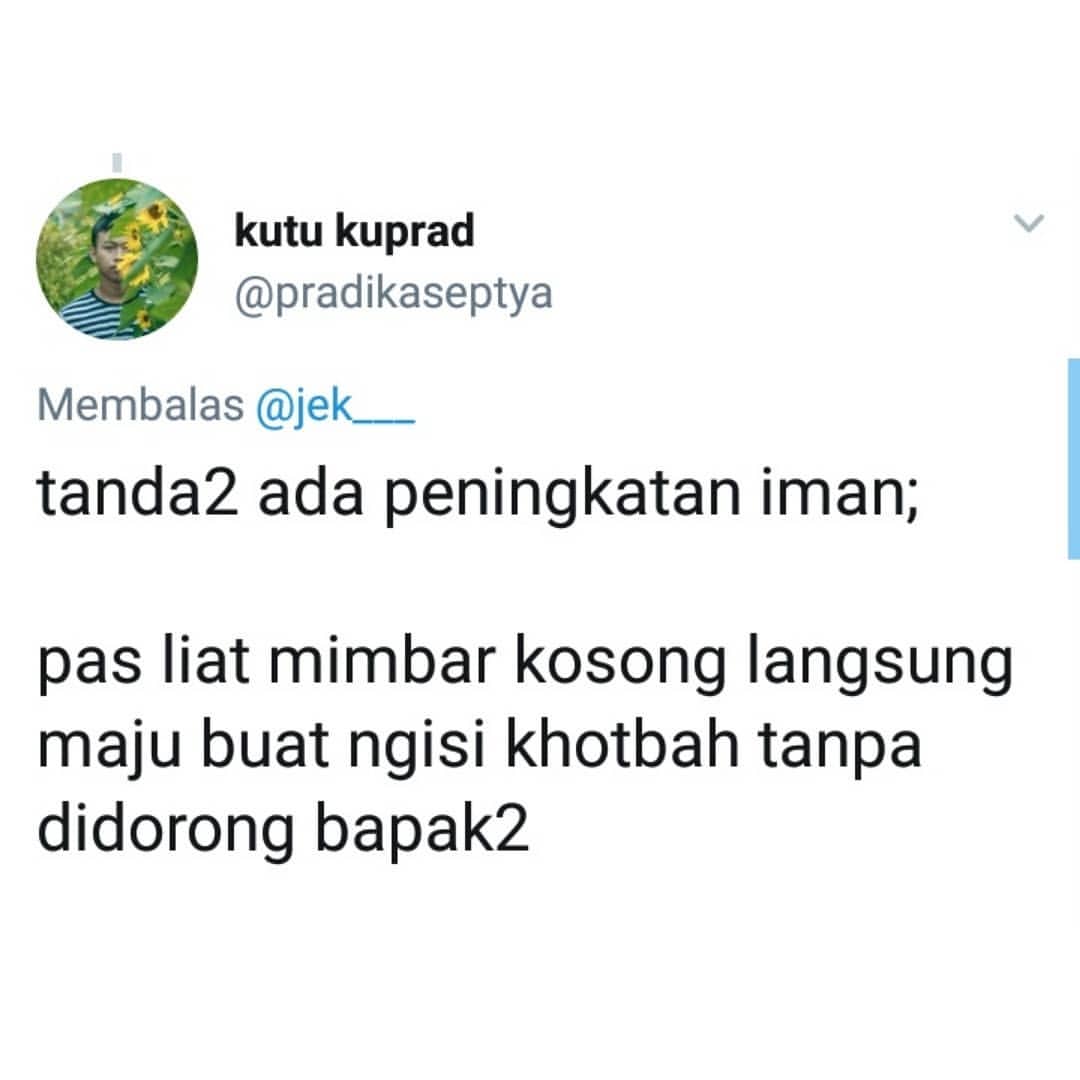 kutu kuprad
@pradikaseptya
Membalas @jek___
tanda2 ada peningkatan iman;
pas liat mimbar kosong langsung
maju buat ngisi khotbah tanpa
didorong bapak2